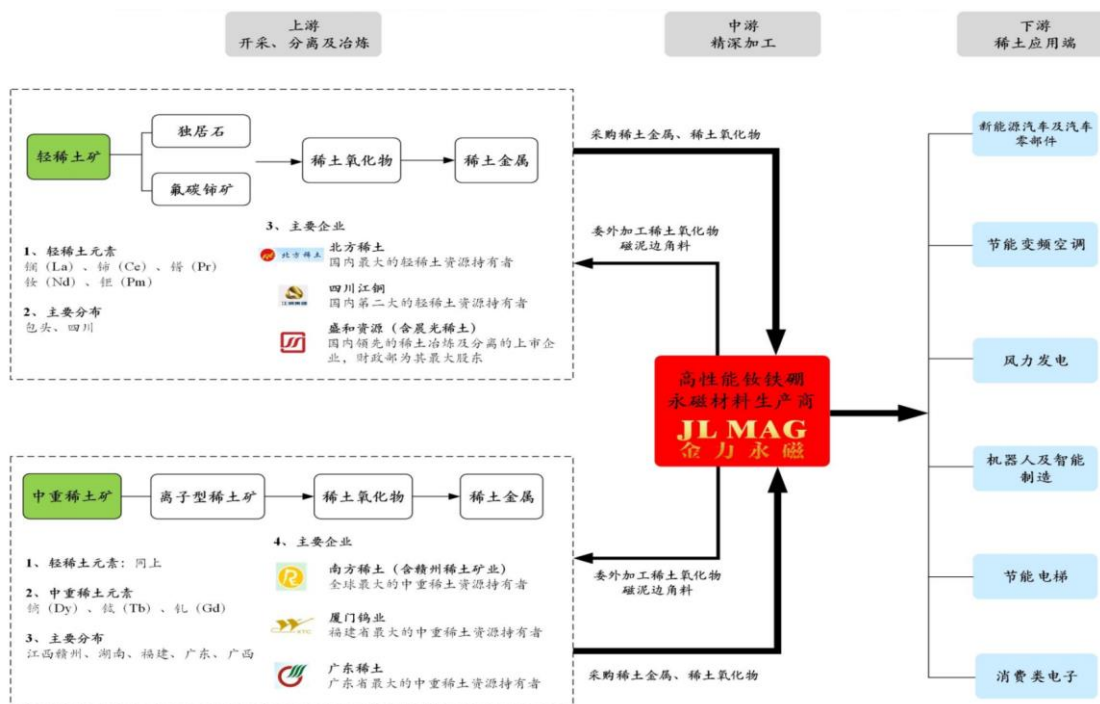 上游
开采、分离及冶炼
中游
精深加工
下游
稀土应用端
轻稀土矿
独居石
氟碳铈矿
稀土氧化物
稀土金属
1、轻稀土元素
镧（La）、铈（Ce）、镨（Pr）
钕（Nd）、钷（Pm）
2、主要分布
包头、四川
3、主要企业
北方稀土
北方稀土
国内最大的轻稀土资源持有者
四川江铜
国内第二大的轻稀土资源持有者
盛和资源（含晨光稀土）
国内领先的稀土冶炼及分离的上市企
业，财政部为其最大股东
采购稀土金属、稀土氧化物
委外加工稀土氧化物
磁泥边角料
高性能钕铁硼
永磁材料生产商
JL MAG
金力永磁
中重稀土矿
离子型稀土矿
稀土氧化物
稀土金属
1、轻稀土元素：同上
2、中重稀土元素
镝（Dy）、铽（Tb）、钆（Gd）
3、主要分布
江西赣州、湖南、福建、广东、广西
4、主要企业
南方稀土（含赣州稀土矿业）
全球最大的中重稀土资源持有者
厦门钨业
福建省最大的中重稀土资源持有者
广东稀土
广东省最大的中重稀土资源持有者
委外加工稀土氧化物
磁泥边角料
采购稀土金属、稀土氧化物
新能源汽车及汽车
零部件
节能变频空调
风力发电
机器人及智能
制造
节能电梯
消费类电子